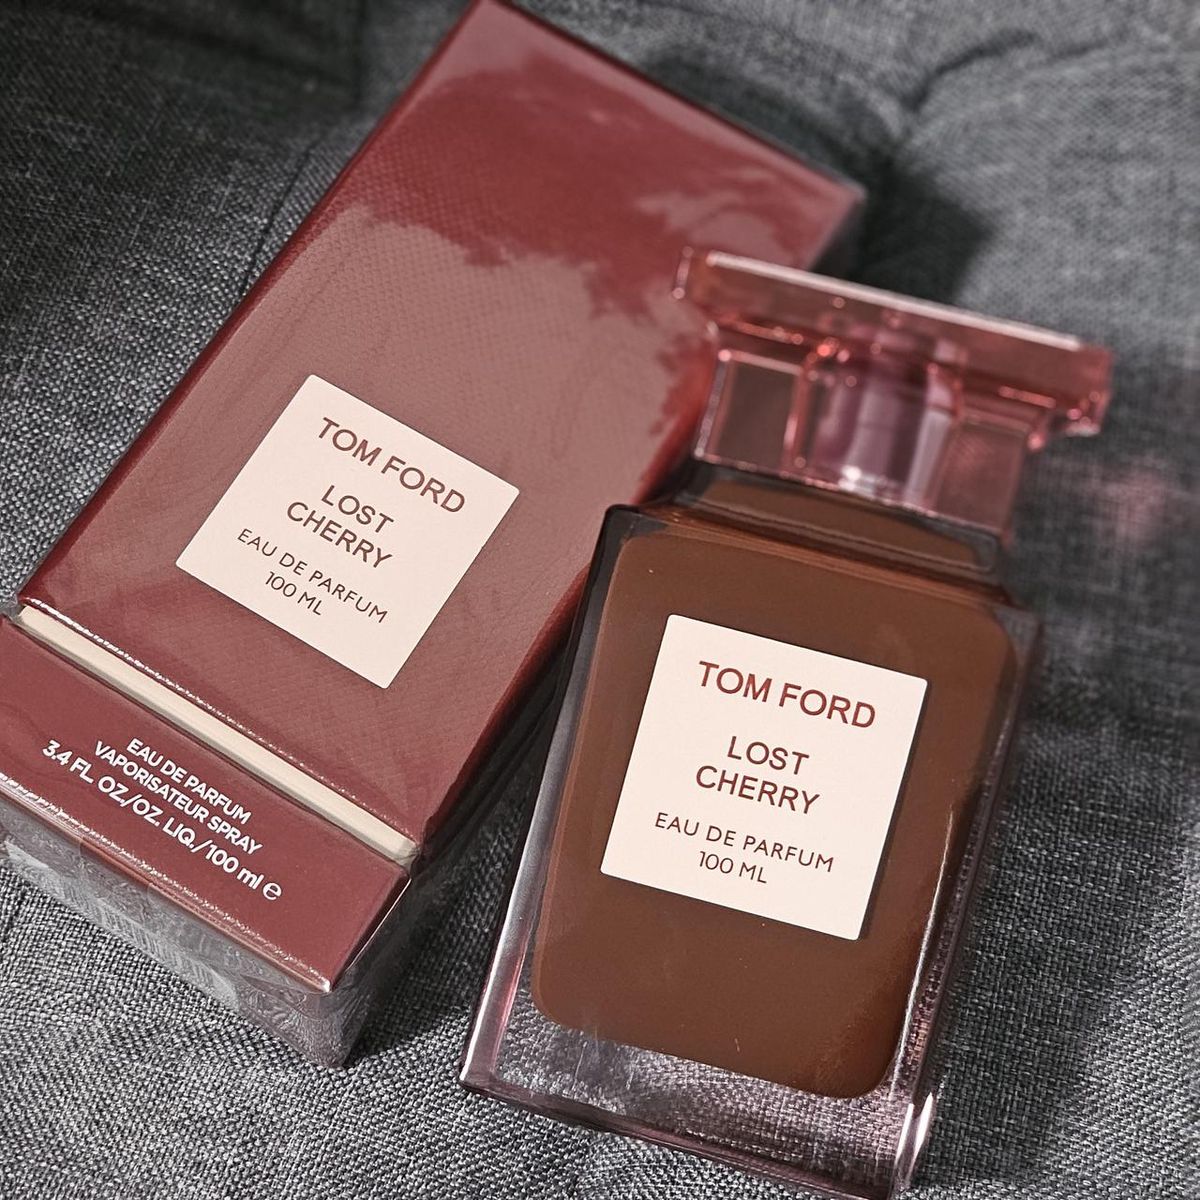 TOM FORD
LOST
CHERRY
EAU DE PARFUM
100 ML
EAU DE PARFUM
VAPORISATEUR SPRAY
3.4 FL OZ./OZ. LIQ./100 ml ℮
TOM FORD
LOST
CHERRY
EAU DE PARFUM
100 ML